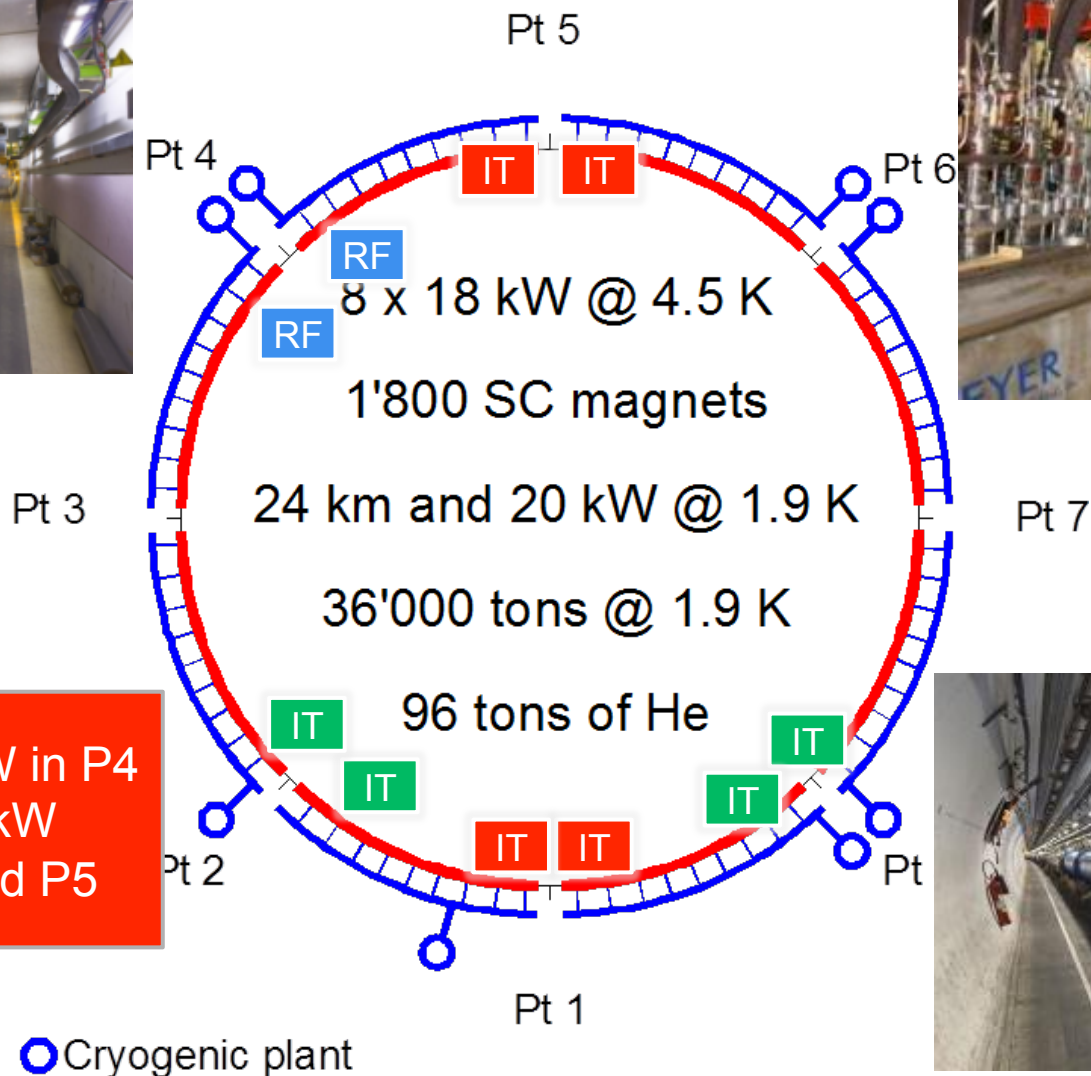 Pt 5
Pt 4
IT
IT
Pt 6
RF
8 x 18 kW @ 4.5 K
RF
EYER
1'800 SC magnets
Pt 3
24 km and 20 kW @ 1.9 K
Pt 7
36'000 tons @ 1.9 K
IT
96 tons of He
IT
IT
IT
in P4
kW
P5
IT
IT
Pt 2
Pt
Pt 1
Cryogenic plant